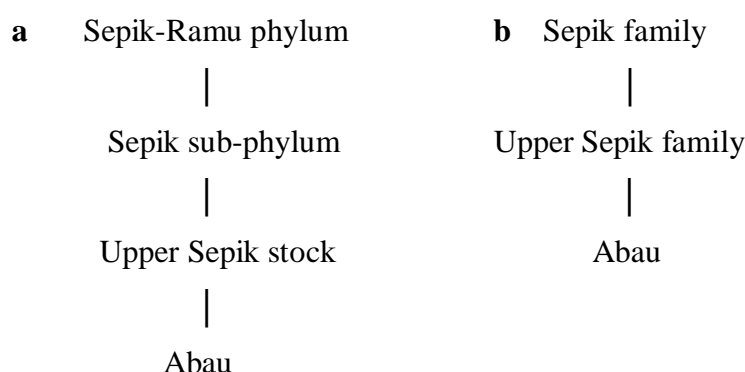 a Sepik-Ramu phylum
Sepik sub-phylum
Upper Sepik stock
Abau
b Sepik family
Upper Sepik family
Abau